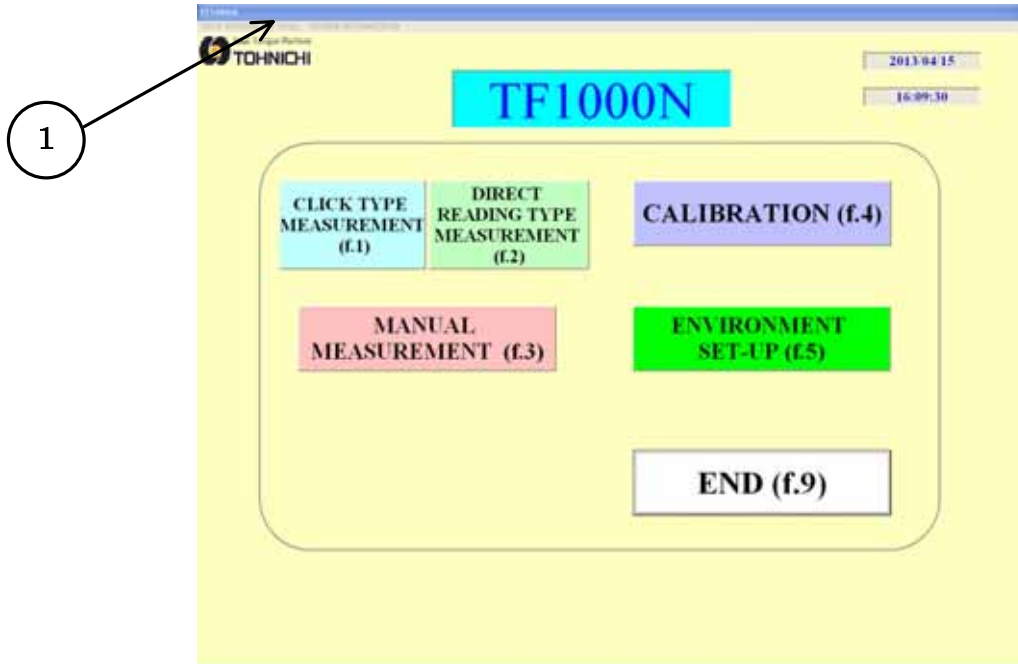 1
TOHNICHI
2013/04/15
TF1000N
16:09:30
CLICK TYPE
MEASUREMENT
(f.1)
DIRECT
READING TYPE
MEASUREMENT
(f.2)
CALIBRATION (f.4)
MANUAL
MEASUREMENT (f.3)
ENVIRONMENT
SET-UP (f.5)
END (f.9)